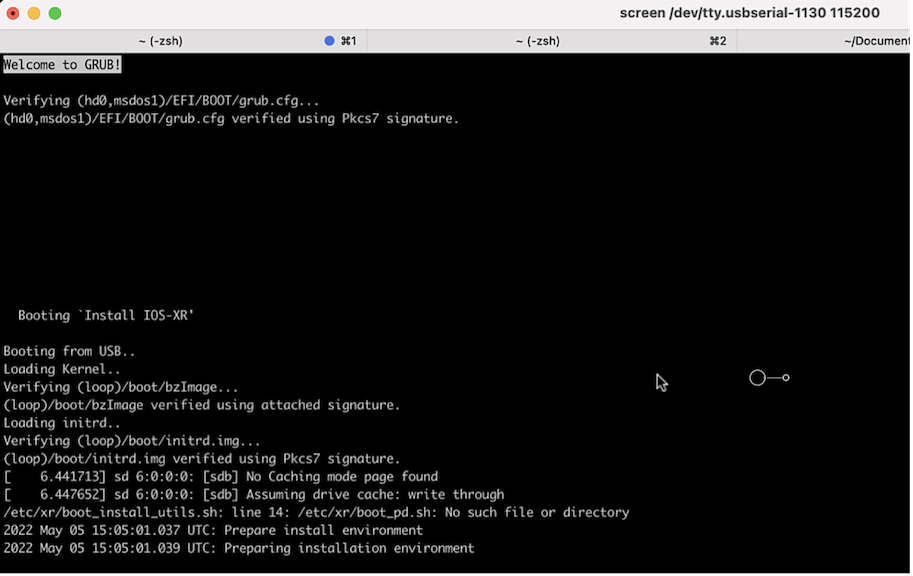 screen /dev/tty.usbserial-1130 115200
~ (-zsh) ⌘1 ~ (-zsh) ⌘2 ~/Document
Welcome to GRUB!
Verifying (hd0,msdos1)/EFI/BOOT/grub.cfg...
(hd0,msdos1)/EFI/BOOT/grub.cfg verified using Pkcs7 signature.
Booting `Install IOS-XR'
Booting from USB..
Loading Kernel..
Verifying (loop)/boot/bzImage...
(loop)/boot/bzImage verified using attached signature.
Loading initrd..
Verifying (loop)/boot/initrd.img...
(loop)/boot/initrd.img verified using Pkcs7 signature.
[    6.441713] sd 6:0:0:0: [sdb] No Caching mode page found
[    6.447652] sd 6:0:0:0: [sdb] Assuming drive cache: write through
/etc/xr/boot_install_utils.sh: line 14: /etc/xr/boot_pd.sh: No such file or directory
2022 May 05 15:05:01.037 UTC: Prepare install environment
2022 May 05 15:05:01.039 UTC: Preparing installation environment